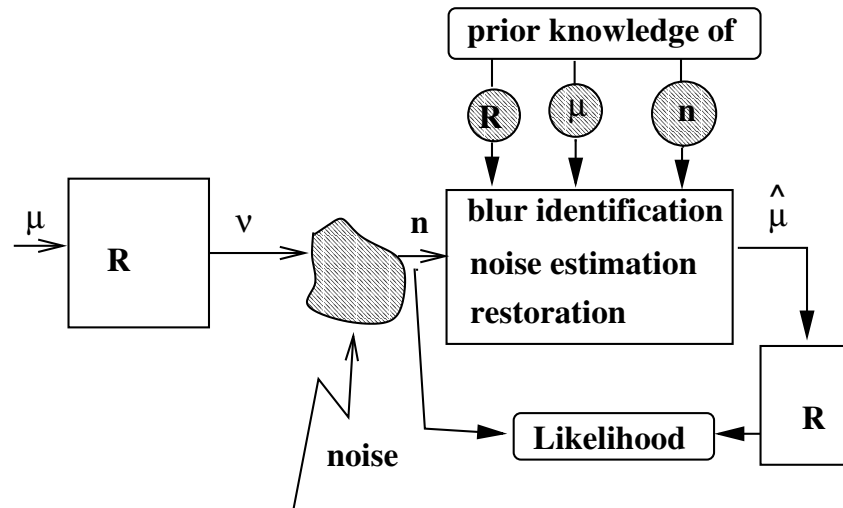 prior knowledge of
R
μ
n
μ
R
ν
n
blur identification
noise estimation
restoration
^
μ
R
Likelihood
noise